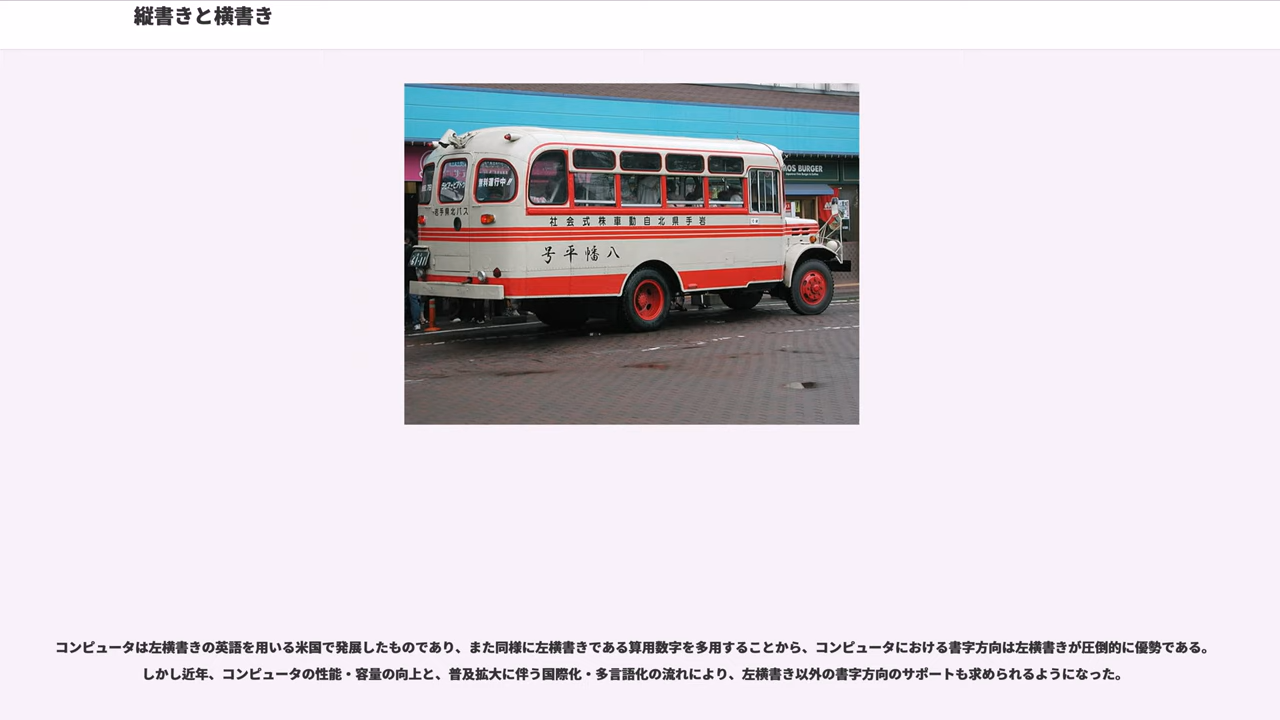 縦書きと横書き
MOS BURGER
岩手県北バス
社会式株車動自北県手岩
号平幡八
コンピュータは左横書きの英語を用いる米国で発展したものであり、また同様に左横書きである算用数字を多用することから、コンピュータにおける書字方向は左横書きが圧倒的に優勢である。
しかし近年、コンピュータの性能・容量の向上と、普及拡大に伴う国際化・多言語化の流れにより、左横書き以外の書字方向のサポートも求められるようになった。